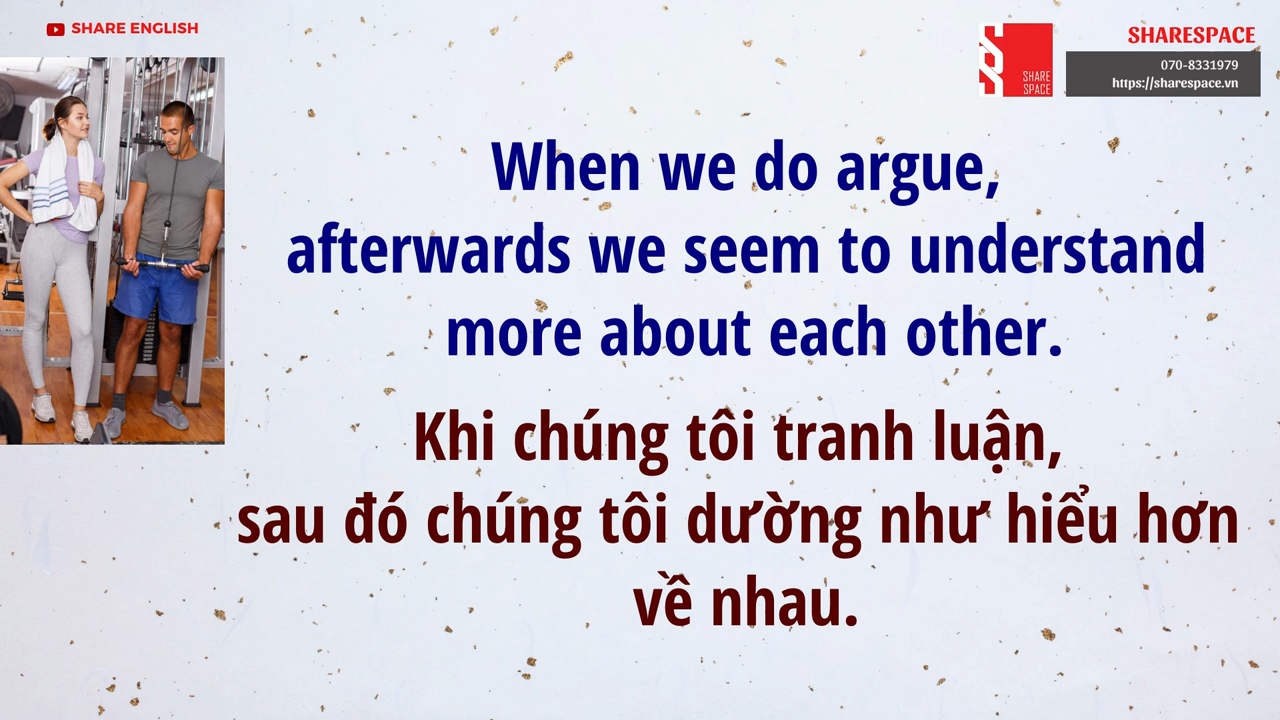 SHARE ENGLISH
SHARESPACE
070-8331979
https://sharespace.vn
SHARE
SPACE
When we do argue,
afterwards we seem to understand
more about each other.
Khi chúng tôi tranh luận,
sau đó chúng tôi dường như hiểu hơn
về nhau.